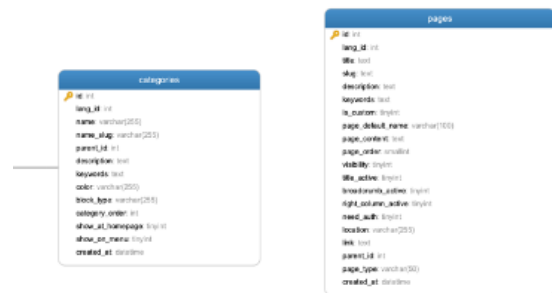 categories
id int
lang_id int
name varchar(255)
name_slug varchar(255)
parent_id int
description text
keywords text
color varchar(255)
block_type varchar(255)
category_order int
show_at_homepage tinyint
show_on_menu tinyint
created_at datetime
pages
id int
lang_id int
title text
slug text
description text
keywords text
is_custom tinyint
page_default_name varchar(100)
page_content text
page_order smallint
visibility tinyint
title_active tinyint
breadcrumb_active tinyint
right_column_active tinyint
need_auth tinyint
location varchar(255)
link text
parent_id int
page_type varchar(50)
created_at datetime